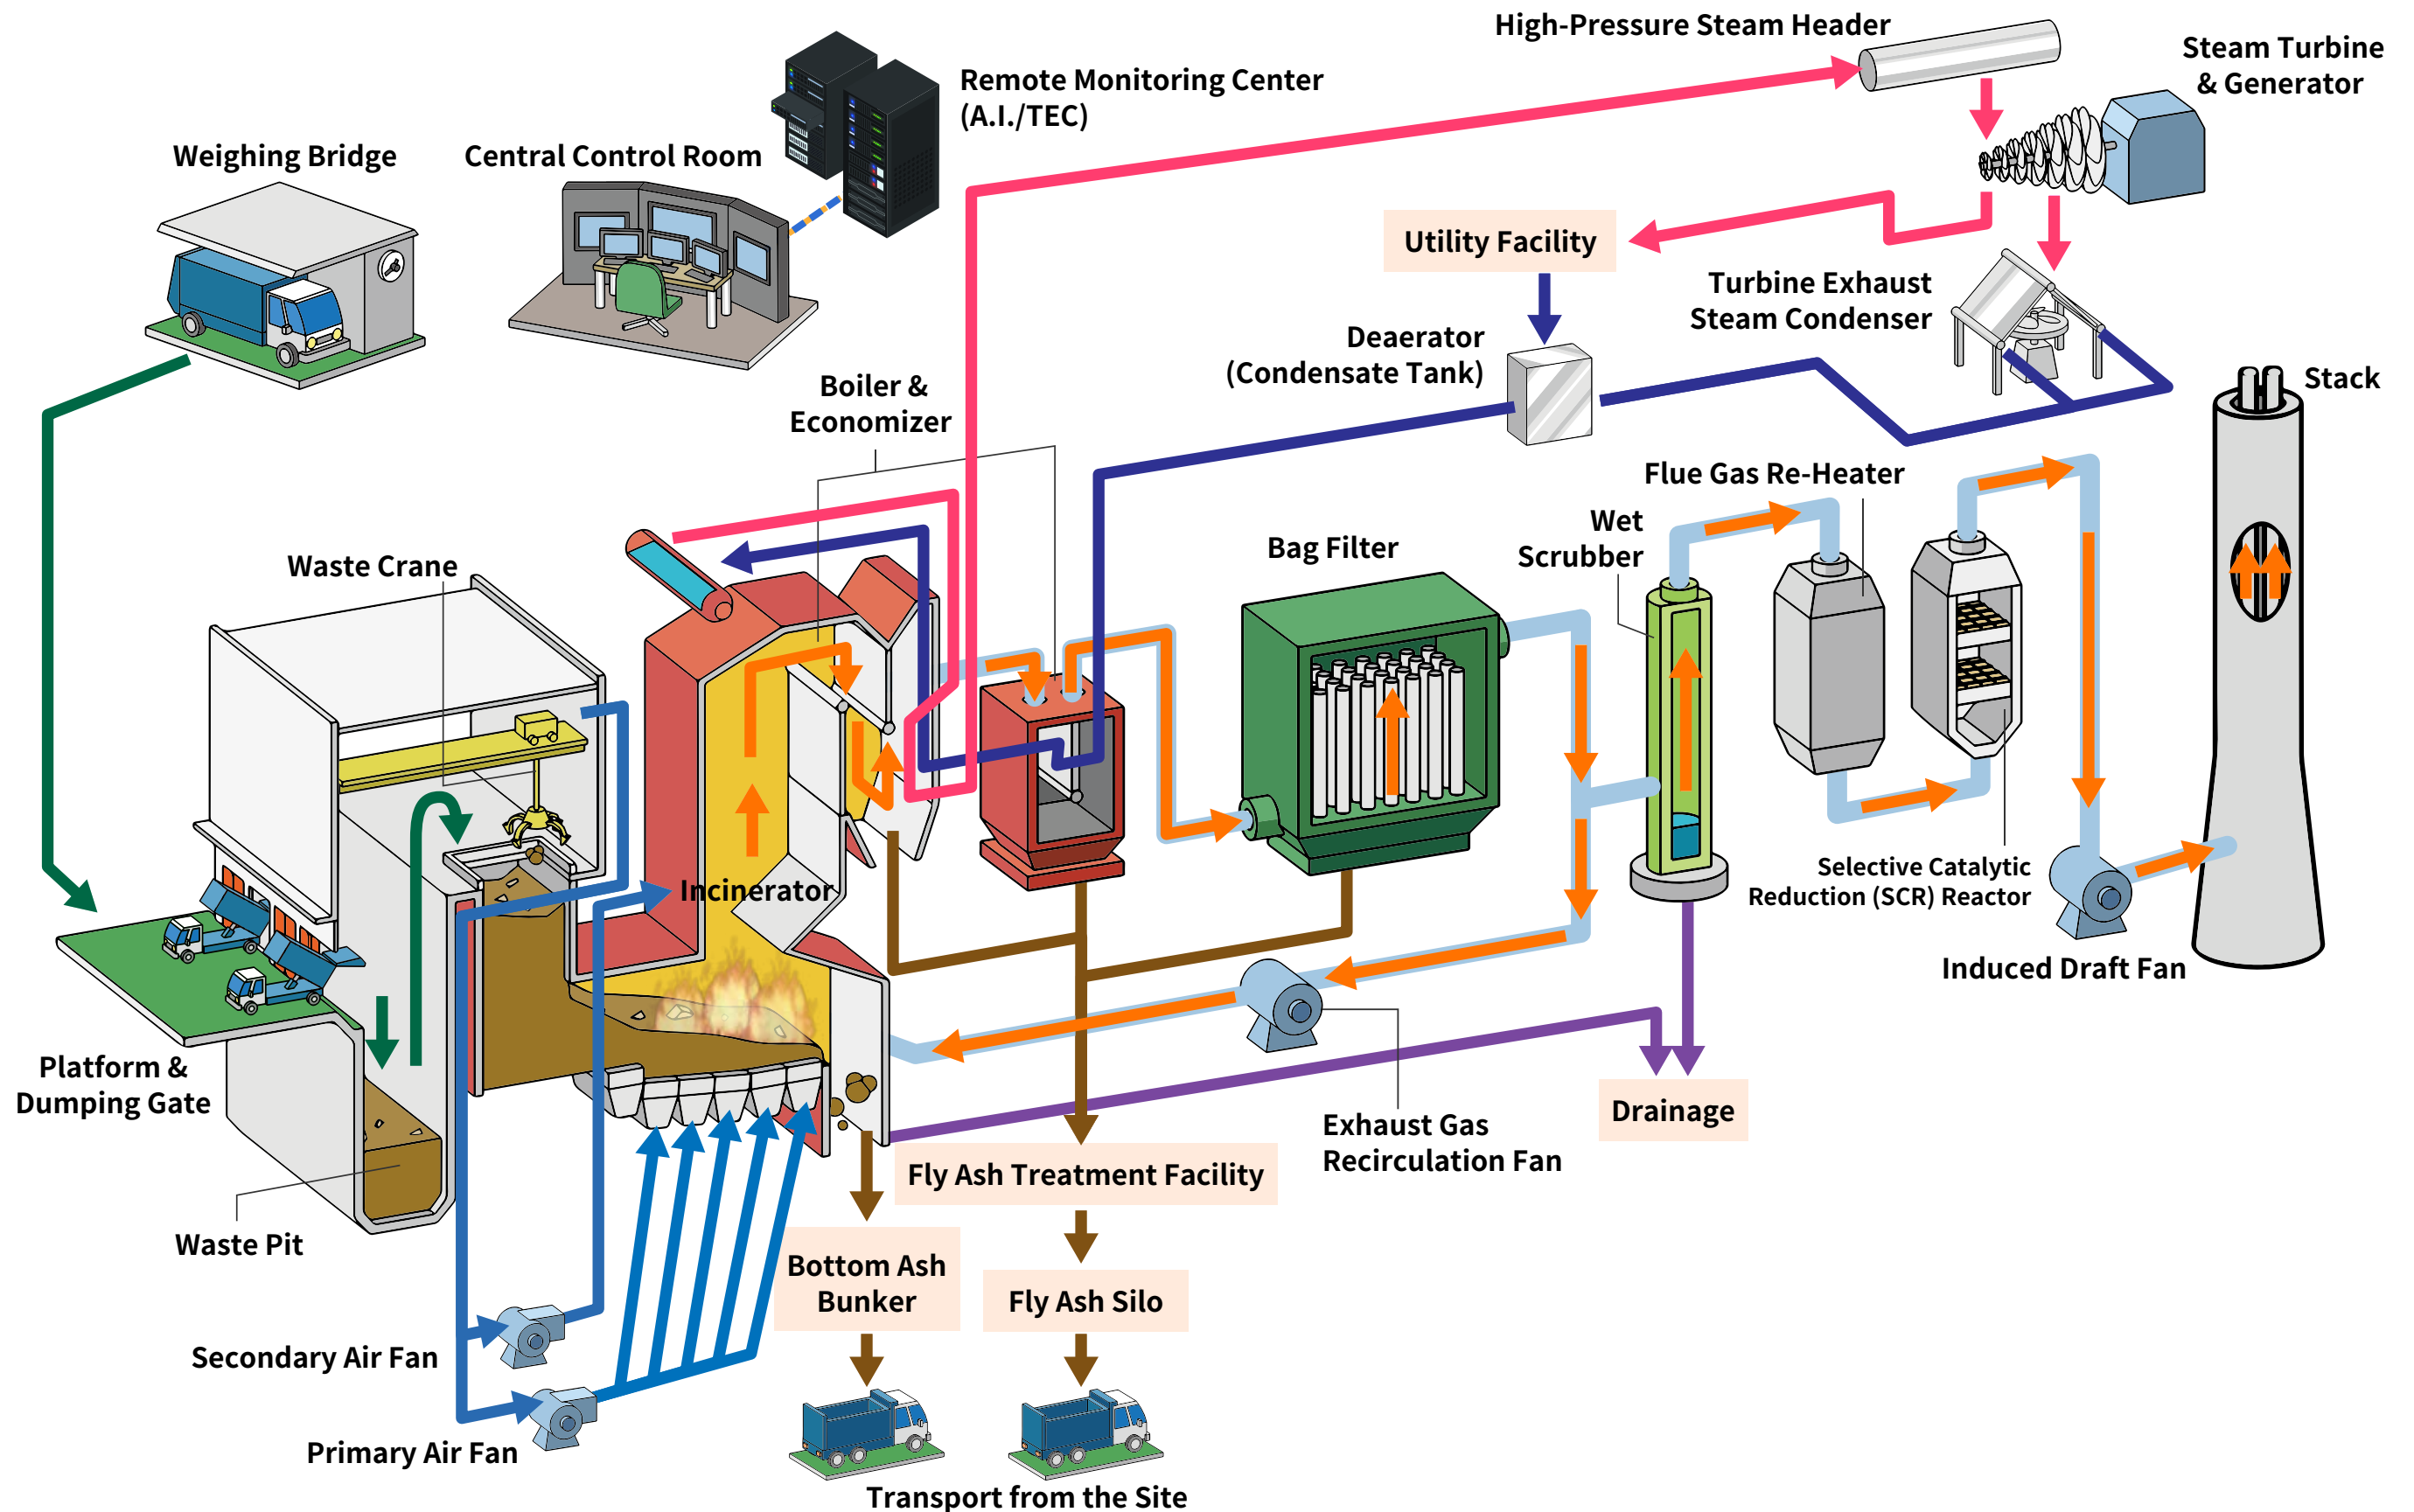 High-Pressure Steam Header
Steam Turbine
& Generator
Remote Monitoring Center
(A.I./TEC)
Weighing Bridge
Central Control Room
Utility Facility
Turbine Exhaust
Steam Condenser
Deaerator
(Condensate Tank)
Boiler &
Economizer
Stack
Flue Gas Re-Heater
Wet
Scrubber
Bag Filter
Waste Crane
Incinerator
Selective Catalytic
Reduction (SCR) Reactor
Induced Draft Fan
Platform &
Dumping Gate
Drainage
Exhaust Gas
Recirculation Fan
Fly Ash Treatment Facility
Waste Pit
Bottom Ash
Bunker
Fly Ash Silo
Secondary Air Fan
Primary Air Fan
Transport from the Site